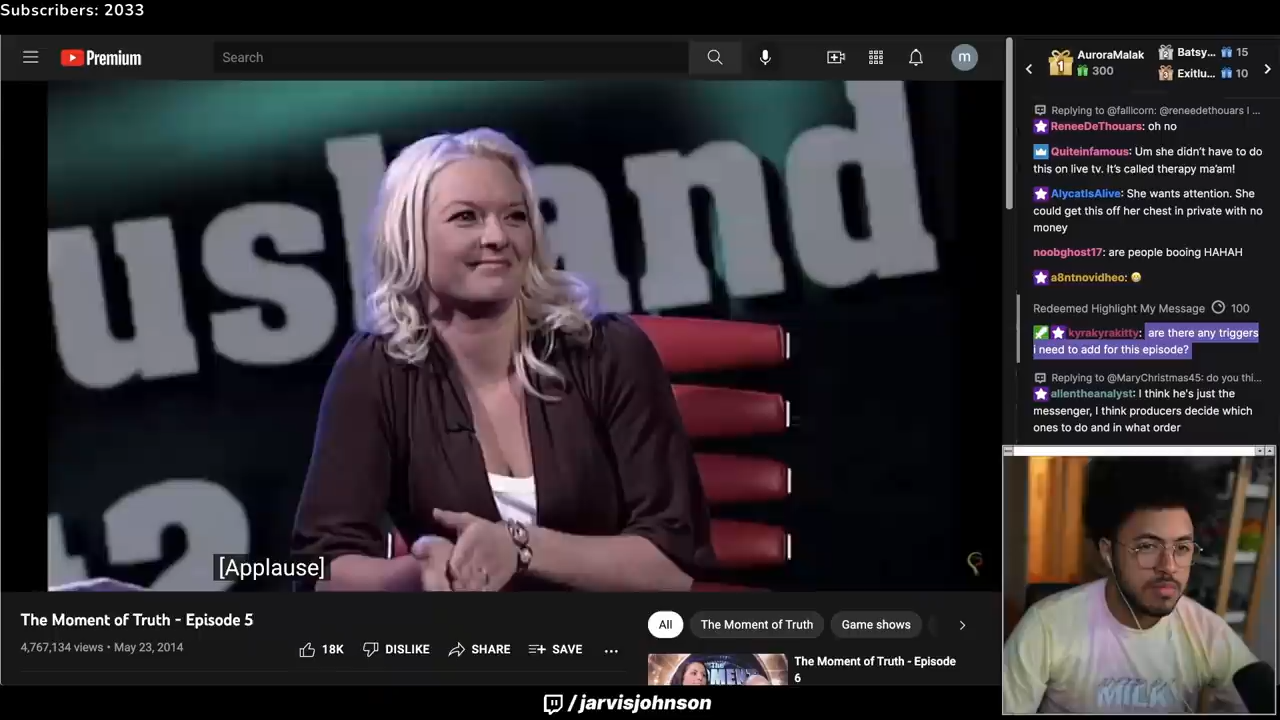 Subscribers: 2033
Premium
Search
m
usband
t?
[Applause]
The Moment of Truth - Episode 5
4,767,134 views • May 23, 2014
18K
DISLIKE
SHARE
SAVE
All
The Moment of Truth
Game shows
The Moment of Truth - Episode
6
1
AuroraMalak
300
2
Batsy...
15
3
Exitlu...
10
Replying to @fallicorn: @reneedethouars I ...
ReneeDeThouars: oh no
Quiteinfamous: Um she didn’t have to do
this on live tv. It’s called therapy ma’am!
AlycatIsAlive: She wants attention. She
could get this off her chest in private with no
money
noobghost17: are people booing HAHAH
a8ntnovidheo:
Redeemed Highlight My Message 100
kyrakyrakitty: are there any triggers
i need to add for this episode?
Replying to @MaryChristmas45: do you thi...
allentheanalyst: I think he's just the
messenger, I think producers decide which
ones to do and in what order
MILK
/jarvisjohnson